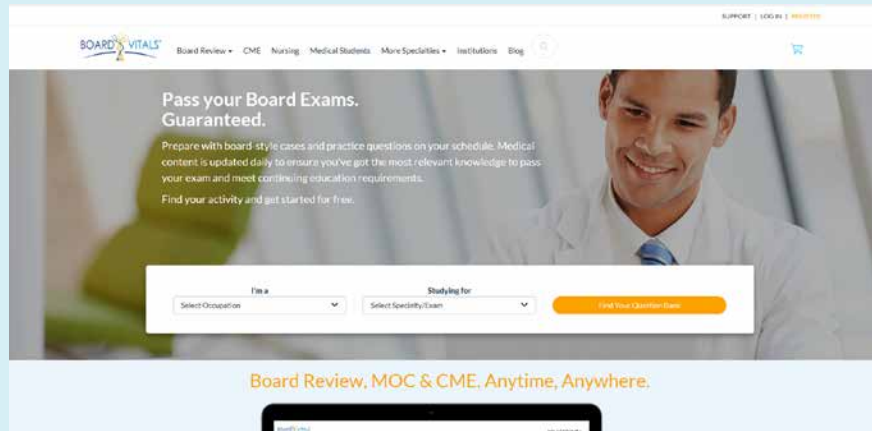 SUPPORT | LOG IN | REGISTER
BOARD VITALS
Board Review CME Nursing Medical Students More Specialties Institutions Blog
Pass your Board Exams.
Guaranteed.
Prepare with board-style cases and practice questions on your schedule. Medical
content is updated daily to ensure you've got the most relevant knowledge to pass
your exam and meet continuing education requirements.
Find your activity and get started for free.
I'm a
Studying for
Select Occupation
Select Specialty/Exam
Find Your Question Bank
Board Review, MOC & CME. Anytime, Anywhere.